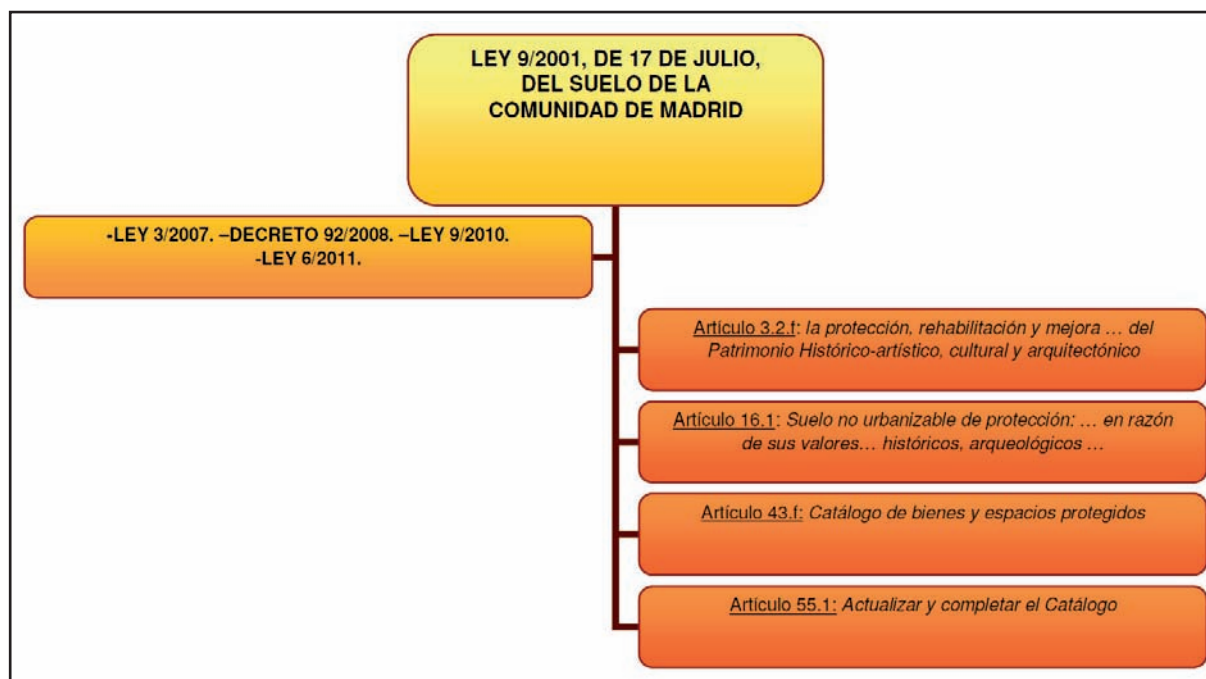 LEY 9/2001, DE 17 DE JULIO,
DEL SUELO DE LA
COMUNIDAD DE MADRID
-LEY 3/2007. –DECRETO 92/2008. –LEY 9/2010.
-LEY 6/2011.
Artículo 3.2.f: la protección, rehabilitación y mejora … del
Patrimonio Histórico-artístico, cultural y arquitectónico
Artículo 16.1: Suelo no urbanizable de protección: … en razón
de sus valores… históricos, arqueológicos …
Artículo 43.f: Catálogo de bienes y espacios protegidos
Artículo 55.1: Actualizar y completar el Catálogo